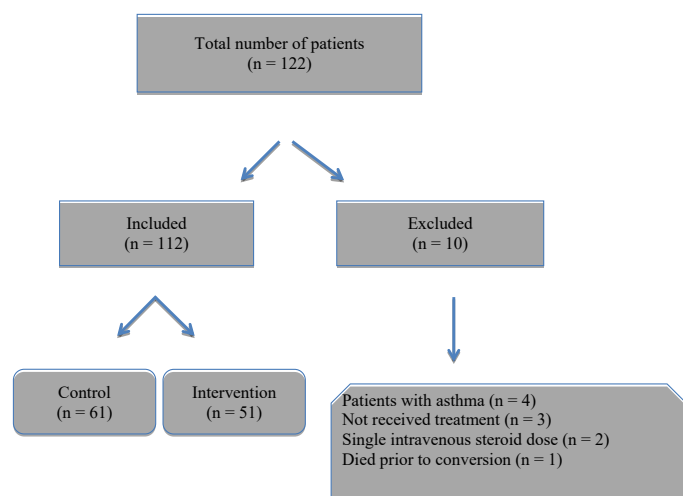 Total number of patients
(n = 122)
Included
(n = 112)
Excluded
(n = 10)
Control
(n = 61)
Intervention
(n = 51)
Patients with asthma (n = 4)
Not received treatment (n = 3)
Single intravenous steroid dose (n = 2)
Died prior to conversion (n = 1)